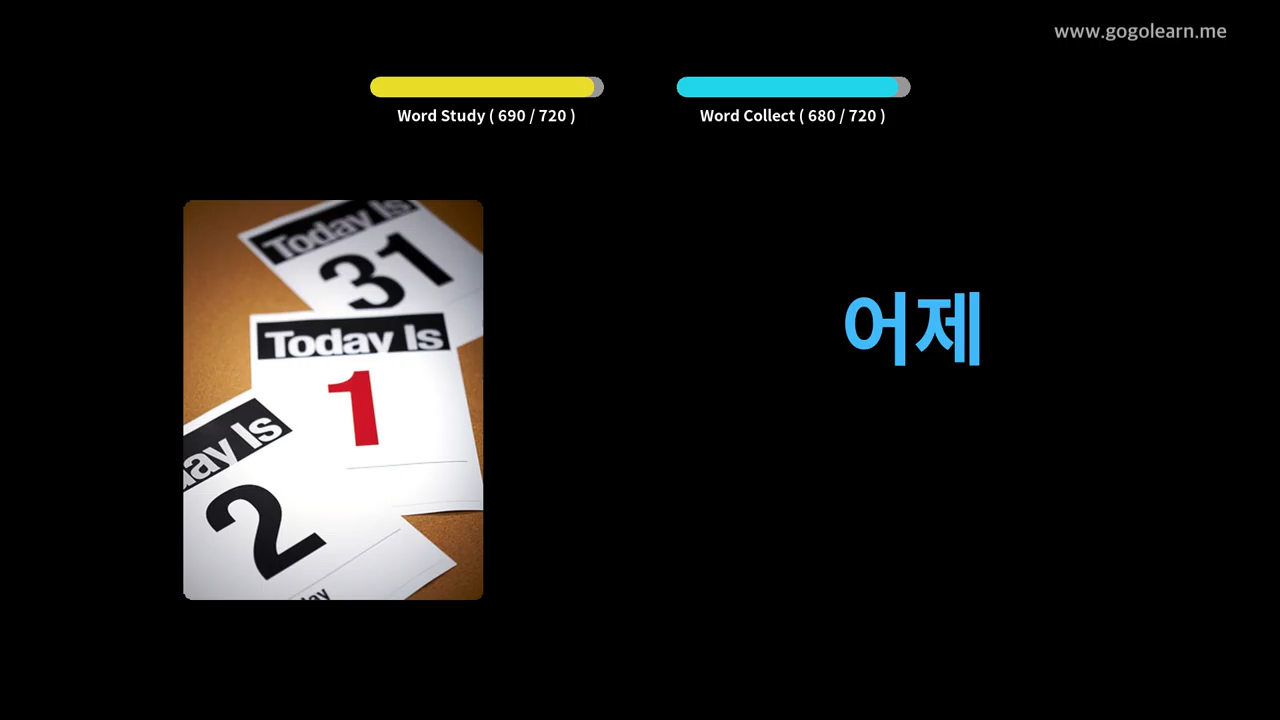 www.gogolearn.me
Word Study ( 690 / 720 )
Word Collect ( 680 / 720 )
Today Is
31
Today Is
1
ay Is
2
어제